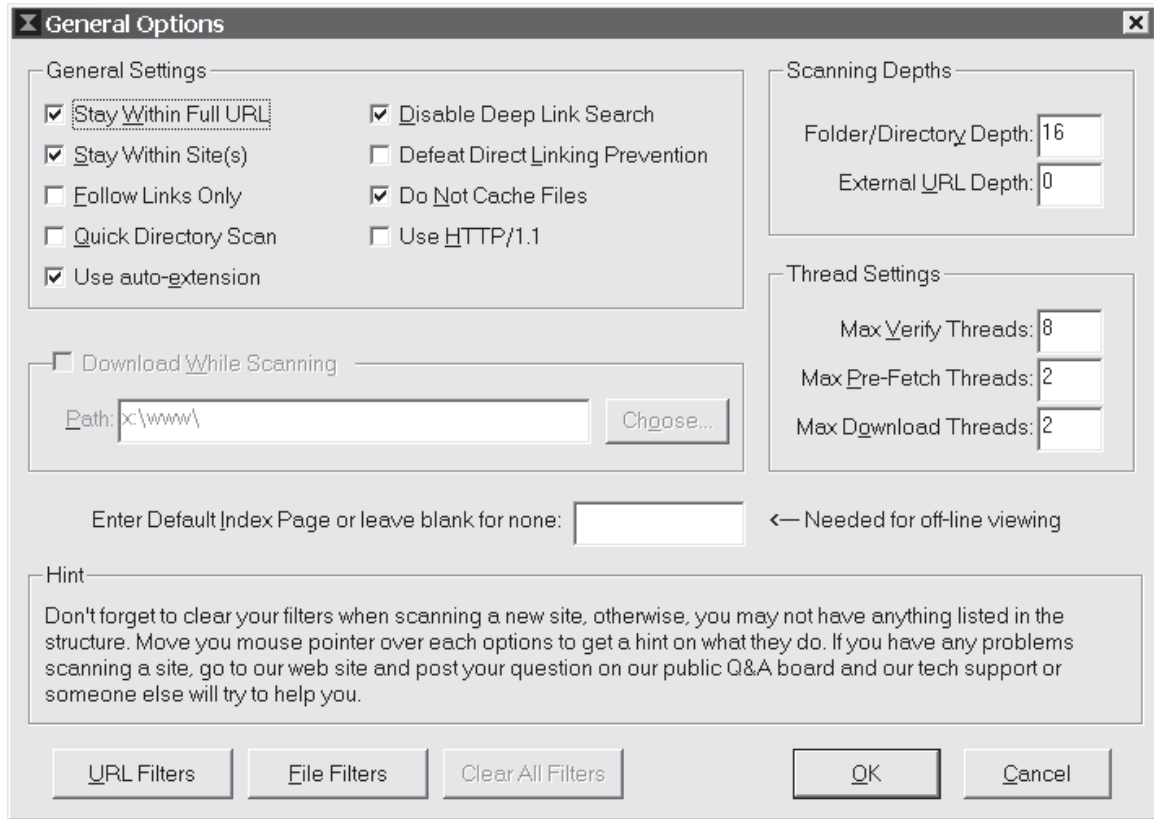 General Options
General Settings
Stay Within Full URL
Stay Within Site(s)
Follow Links Only
Quick Directory Scan
Use auto-extension
Disable Deep Link Search
Defeat Direct Linking Prevention
Do Not Cache Files
Use HTTP/1.1
Scanning Depths
Folder/Directory Depth: 16
External URL Depth: 0
Thread Settings
Max Verify Threads: 8
Max Pre-Fetch Threads: 2
Max Download Threads: 2
Download While Scanning
Path: x:\www\
Choose...
Enter Default Index Page or leave blank for none:
<— Needed for off-line viewing
Hint
Don't forget to clear your filters when scanning a new site, otherwise, you may not have anything listed in the
structure. Move you mouse pointer over each options to get a hint on what they do. If you have any problems
scanning a site, go to our web site and post your question on our public Q&A board and our tech support or
someone else will try to help you.
URL Filters
File Filters
Clear All Filters
OK
Cancel